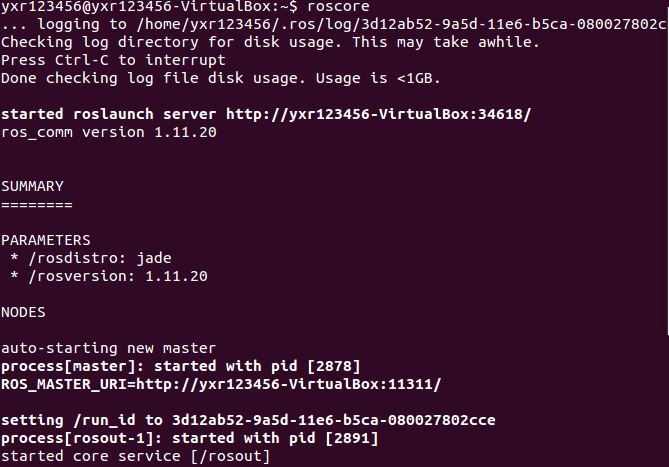 yxr123456@yxr123456-VirtualBox:~$ roscore
... logging to /home/yxr123456/.ros/log/3d12ab52-9a5d-11e6-b5ca-080027802c
Checking log directory for disk usage. This may take awhile.
Press Ctrl-C to interrupt
Done checking log file disk usage. Usage is <1GB.
started roslaunch server http://yxr123456-VirtualBox:34618/
ros_comm version 1.11.20
SUMMARY
========
PARAMETERS
* /rosdistro: jade
* /rosversion: 1.11.20
NODES
auto-starting new master
process[master]: started with pid [2878]
ROS_MASTER_URI=http://yxr123456-VirtualBox:11311/
setting /run_id to 3d12ab52-9a5d-11e6-b5ca-080027802cce
process[rosout-1]: started with pid [2891]
started core service [/rosout]